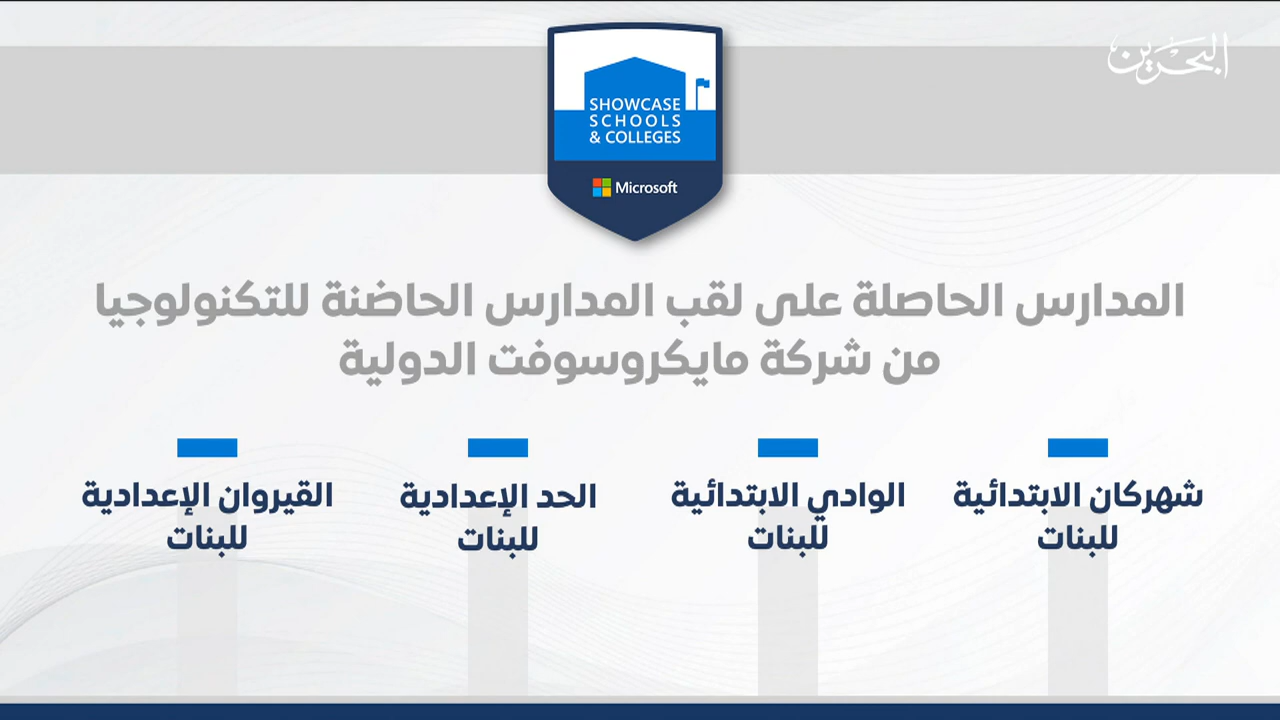 البحرين
SHOWCASE
SCHOOLS
& COLLEGES
Microsoft
المدارس الحاصلة على لقب المدارس الحاضنة للتكنولوجيا
من شركة مايكروسوفت الدولية
شهركان الابتدائية
للبنات
الوادي الابتدائية
للبنات
الحد الإعدادية
للبنات
القيروان الإعدادية
للبنات